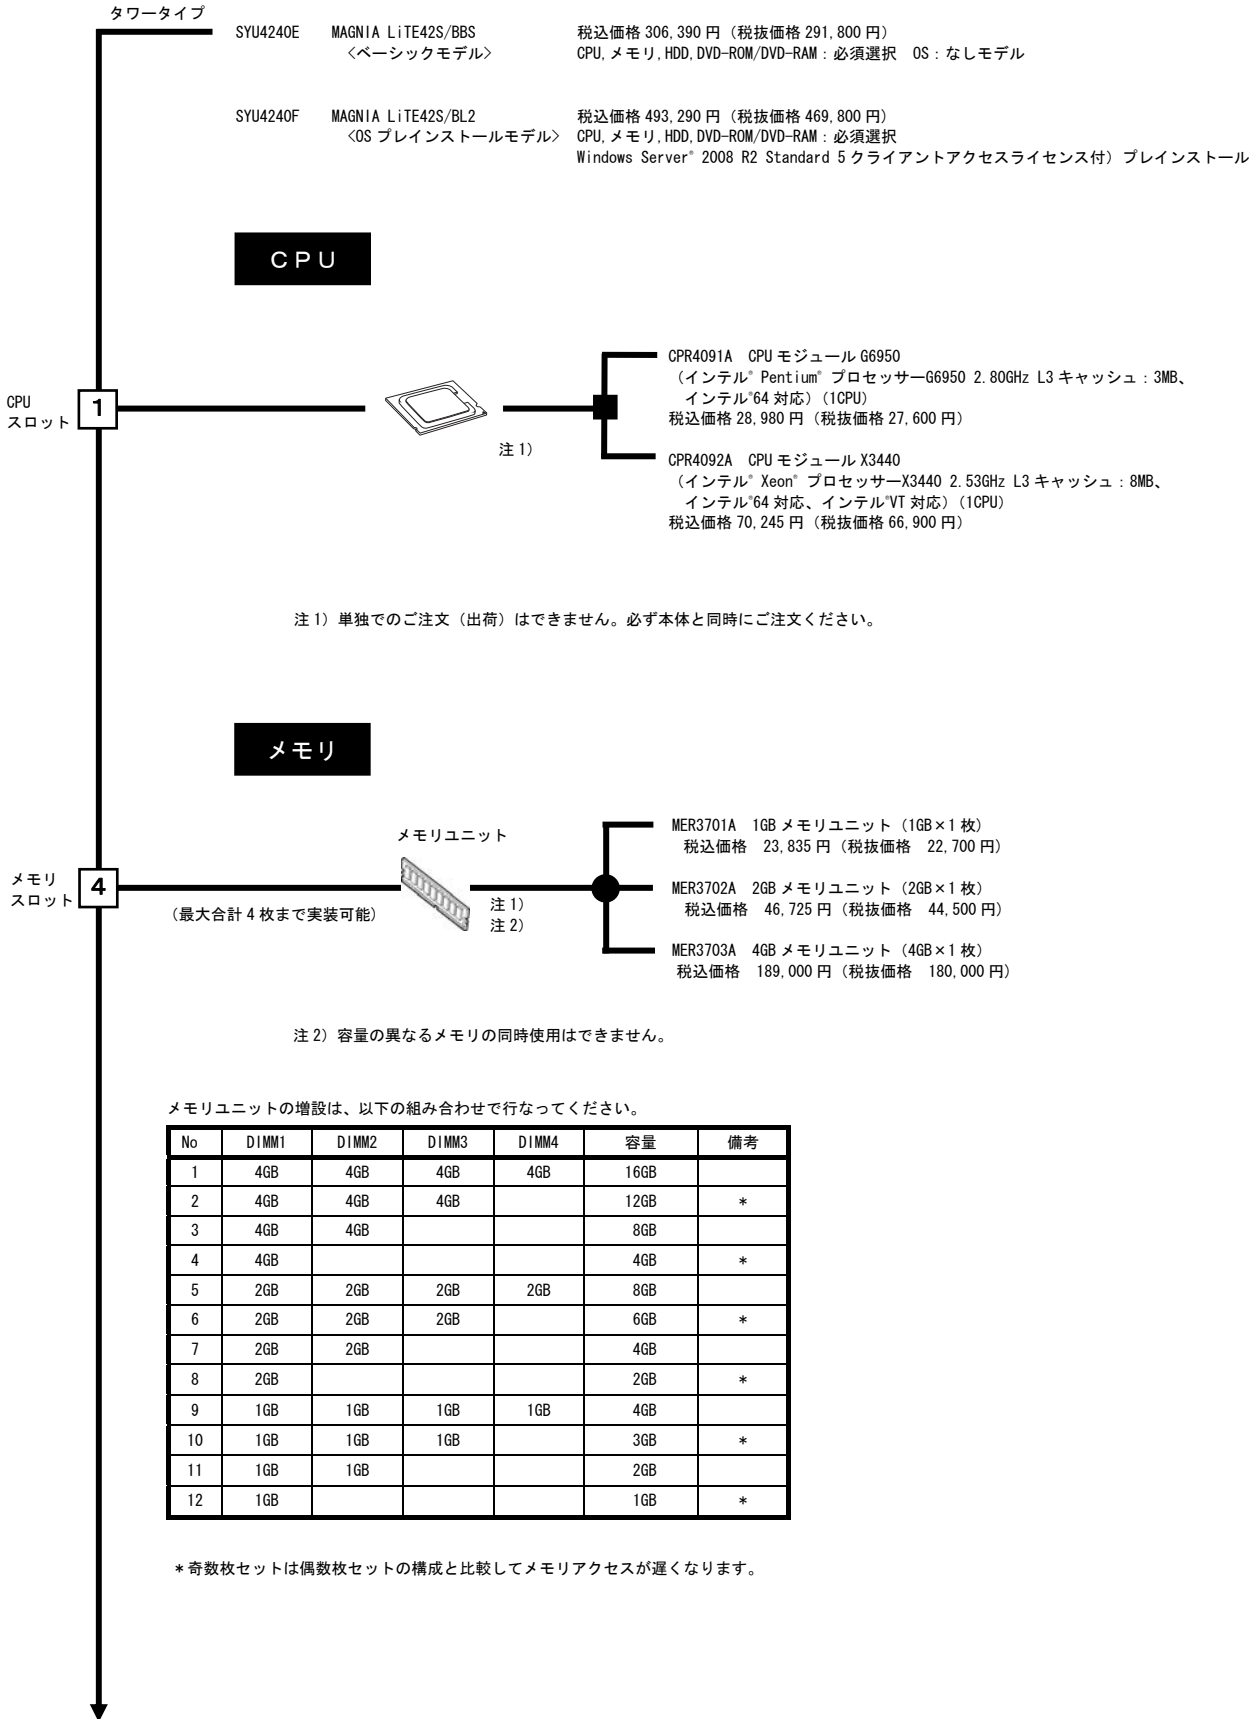 タワータイプ
SYU4240E MAGNIA LiTE42S/BBS 税込価格 306,390 円（税抜価格 291,800 円）
<ベーシックモデル> CPU,メモリ,HDD,DVD-ROM/DVD-RAM：必須選択 OS：なしモデル
SYU4240F MAGNIA LiTE42S/BL2 税込価格 493,290 円（税抜価格 469,800 円）
<OS プレインストールモデル> CPU,メモリ,HDD,DVD-ROM/DVD-RAM：必須選択
Windows Server® 2008 R2 Standard 5 クライアントアクセスライセンス付）プレインストール
ＣＰＵ
CPR4091A CPU モジュール G6950
（インテル® Pentium® プロセッサーG6950 2.80GHz L3 キャッシュ：3MB、
インテル®64 対応）(1CPU)
税込価格 28,980 円（税抜価格 27,600 円）
CPU
スロット
1
注 1）
CPR4092A CPU モジュール X3440
（インテル® Xeon® プロセッサーX3440 2.53GHz L3 キャッシュ：8MB、
インテル®64 対応、インテル®VT 対応）(1CPU)
税込価格 70,245 円（税抜価格 66,900 円）
注 1）単独でのご注文（出荷）はできません。必ず本体と同時にご注文ください。
メモリ
メモリユニット
MER3701A 1GB メモリユニット（1GB×1 枚）
税込価格 23,835 円（税抜価格 22,700 円）
メモリ
スロット
4
（最大合計 4 枚まで実装可能）
注 1）
注 2）
MER3702A 2GB メモリユニット（2GB×1 枚）
税込価格 46,725 円（税抜価格 44,500 円）
MER3703A 4GB メモリユニット（4GB×1 枚）
税込価格 189,000 円（税抜価格 180,000 円）
注 2）容量の異なるメモリの同時使用はできません。
メモリユニットの増設は、以下の組み合わせで行なってください。
No DIMM1 DIMM2 DIMM3 DIMM4 容量 備考
1 4GB 4GB 4GB 4GB 16GB
2 4GB 4GB 4GB 12GB *
3 4GB 4GB 8GB
4 4GB 4GB *
5 2GB 2GB 2GB 2GB 8GB
6 2GB 2GB 2GB 6GB *
7 2GB 2GB 4GB
8 2GB 2GB *
9 1GB 1GB 1GB 1GB 4GB
10 1GB 1GB 1GB 3GB *
11 1GB 1GB 2GB
12 1GB 1GB *
*奇数枚セットは偶数枚セットの構成と比較してメモリアクセスが遅くなります。